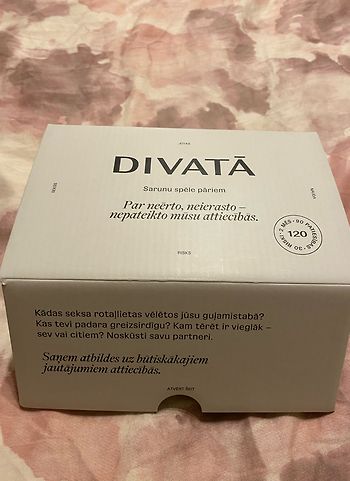 DIVATĀ
Sarunu spēle pāriem
Par neērto, neierasto –
nepateikto mūsu attiecībās.
120
RISKS
Kādas seksa rotaļlietas vēlētos jūsu guļamistabā?
Kas tevi padara greizsirdīgu? Kam tērēt ir vieglāk –
sev vai citiem? Noskūsti savu partneri.
Saņem atbildes uz būtiskākajiem
jautājumiem attiecībās.
ATVERT ŠEIT